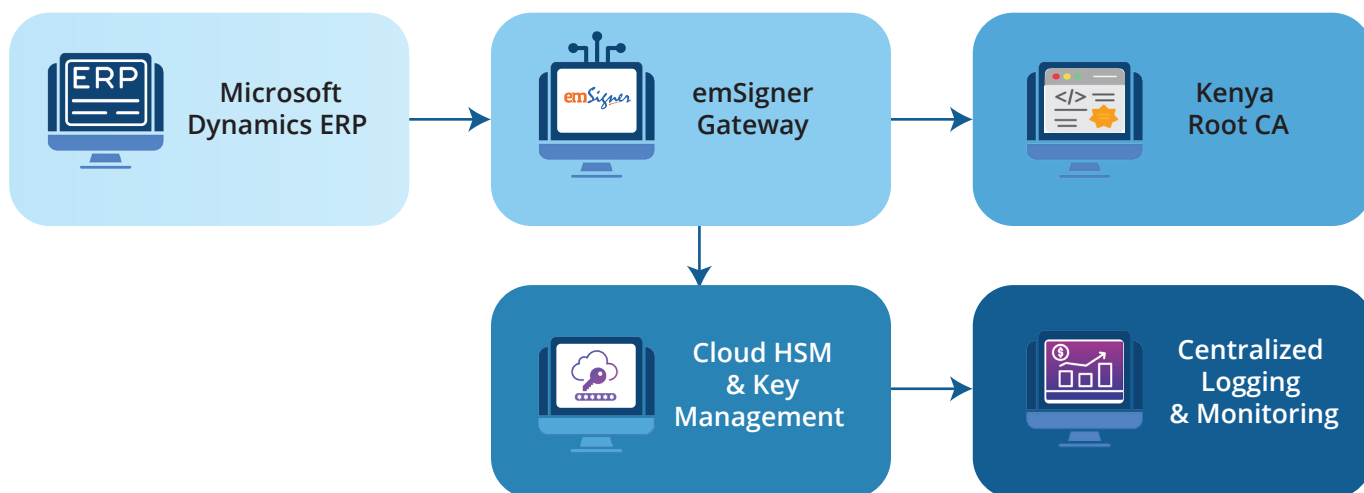 ERP
Microsoft
Dynamics ERP
emSigner
emSigner
Gateway
</>
Kenya
Root CA
Cloud HSM
& Key
Management
$
Centralized
Logging
& Monitoring